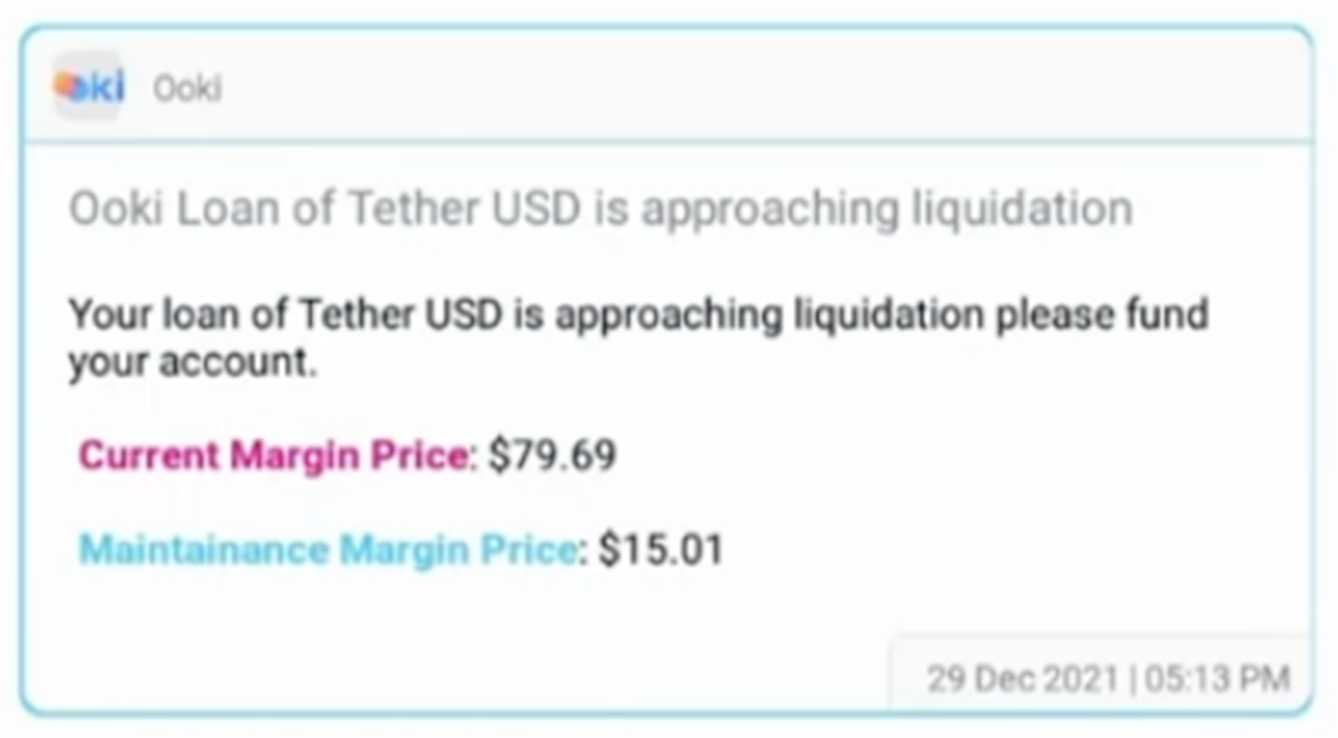 oki Ooki
Ooki Loan of Tether USD is approaching liquidation
Your loan of Tether USD is approaching liquidation please fund
your account.
Current Margin Price: $79.69
Maintainance Margin Price: $15.01
29 Dec 2021 | 05:13 PM